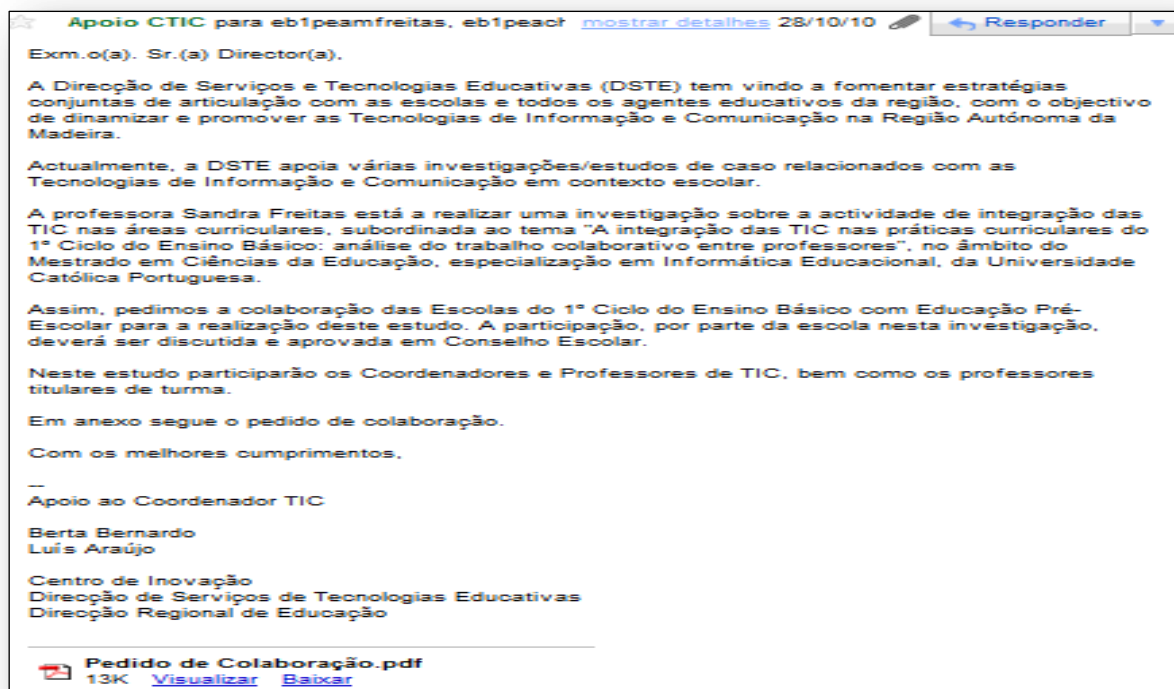 Apoio CTIC para eb1peamfreitas, eb1peach mostrar detalhes 28/10/10 Responder
Exm.o(a). Sr.(a) Director(a),
A Direcção de Serviços e Tecnologias Educativas (DSTE) tem vindo a fomentar estratégias
conjuntas de articulação com as escolas e todos os agentes educativos da região, com o objectivo
de dinamizar e promover as Tecnologias de Informação e Comunicação na Região Autónoma da
Madeira.
Actualmente, a DSTE apoia várias investigações/estudos de caso relacionados com as
Tecnologias de Informação e Comunicação em contexto escolar.
A professora Sandra Freitas está a realizar uma investigação sobre a actividade de integração das
TIC nas áreas curriculares, subordinada ao tema "A integração das TIC nas práticas curriculares do
1º Ciclo do Ensino Básico: análise do trabalho colaborativo entre professores", no âmbito do
Mestrado em Ciências da Educação, especialização em Informática Educacional, da Universidade
Católica Portuguesa.
Assim, pedimos a colaboração das Escolas do 1º Ciclo do Ensino Básico com Educação Pré-
Escolar para a realização deste estudo. A participação, por parte da escola nesta investigação,
deverá ser discutida e aprovada em Conselho Escolar.
Neste estudo participarão os Coordenadores e Professores de TIC, bem como os professores
titulares de turma.
Em anexo segue o pedido de colaboração.
Com os melhores cumprimentos,
--
Apoio ao Coordenador TIC
Berta Bernardo
Luís Araújo
Centro de Inovação
Direcção de Serviços de Tecnologias Educativas
Direcção Regional de Educação
Pedido de Colaboração.pdf
13K Visualizar Baixar